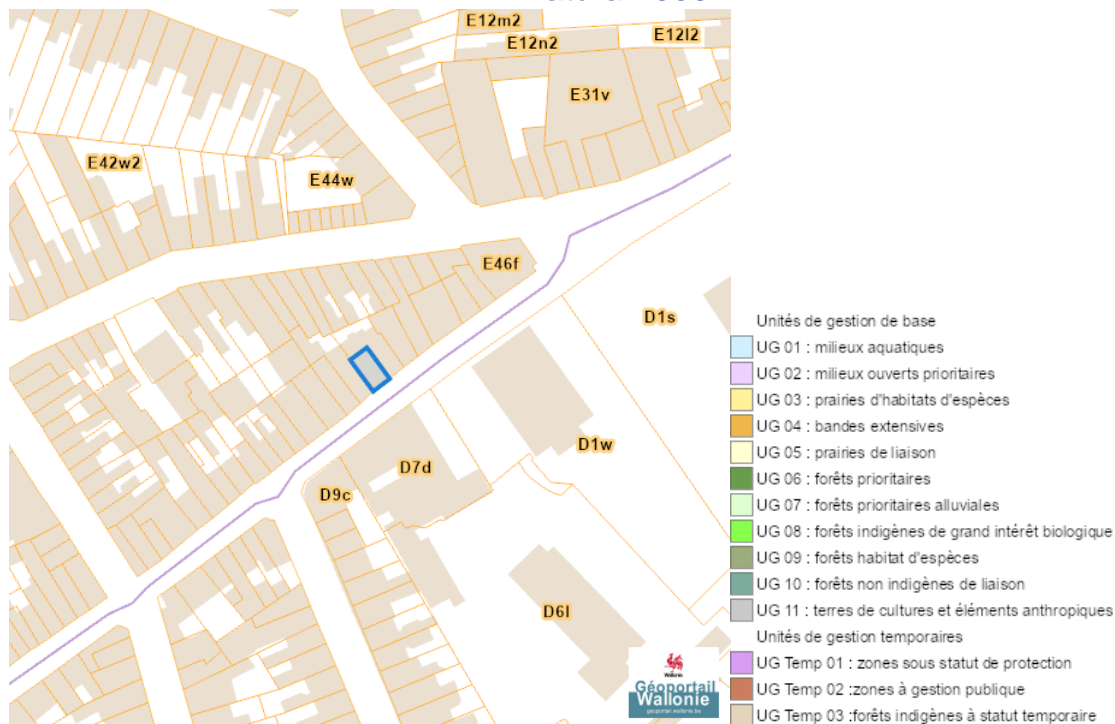 E12m2
E12n2
E12l2
E31v
E42w2
E44w
E46f
D1s
D1w
D7d
D9c
D6l
Wallonie
Géoportail
Wallonie
geoportail.wallonie.be
Unités de gestion de base
UG 01 : milieux aquatiques
UG 02 : milieux ouverts prioritaires
UG 03 : prairies d'habitats d'espèces
UG 04 : bandes extensives
UG 05 : prairies de liaison
UG 06 : forêts prioritaires
UG 07 : forêts prioritaires alluviales
UG 08 : forêts indigènes de grand intérêt biologique
UG 09 : forêts habitat d'espèces
UG 10 : forêts non indigènes de liaison
UG 11 : terres de cultures et éléments anthropiques
Unités de gestion temporaires
UG Temp 01 : zones sous statut de protection
UG Temp 02 :zones à gestion publique
UG Temp 03 :forêts indigènes à statut temporaire